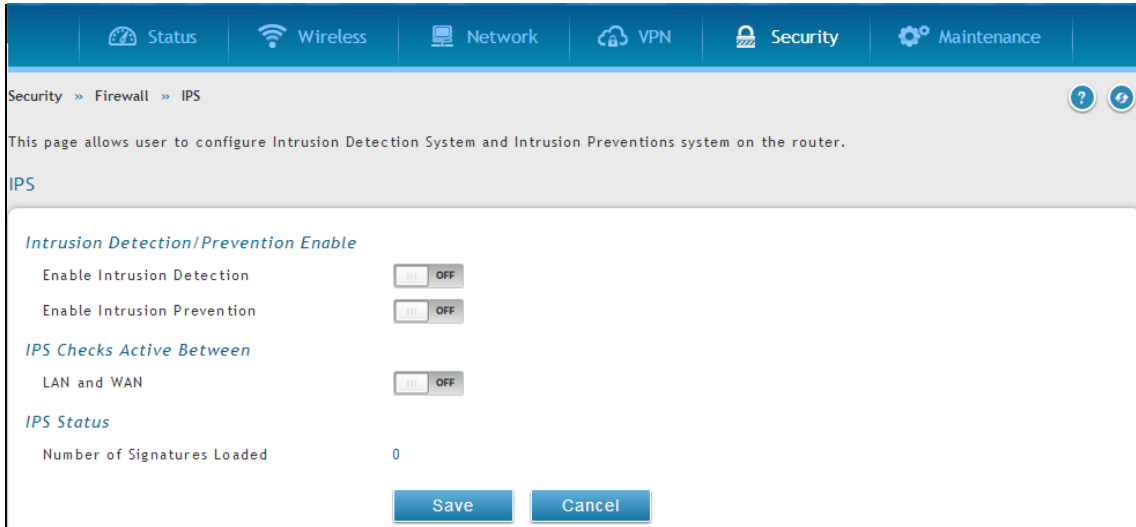 Status Wireless Network VPN Security Maintenance
Security » Firewall » IPS
?
This page allows user to configure Intrusion Detection System and Intrusion Preventions system on the router.
IPS
Intrusion Detection/Prevention Enable
Enable Intrusion Detection OFF
Enable Intrusion Prevention OFF
IPS Checks Active Between
LAN and WAN OFF
IPS Status
Number of Signatures Loaded 0
Save Cancel